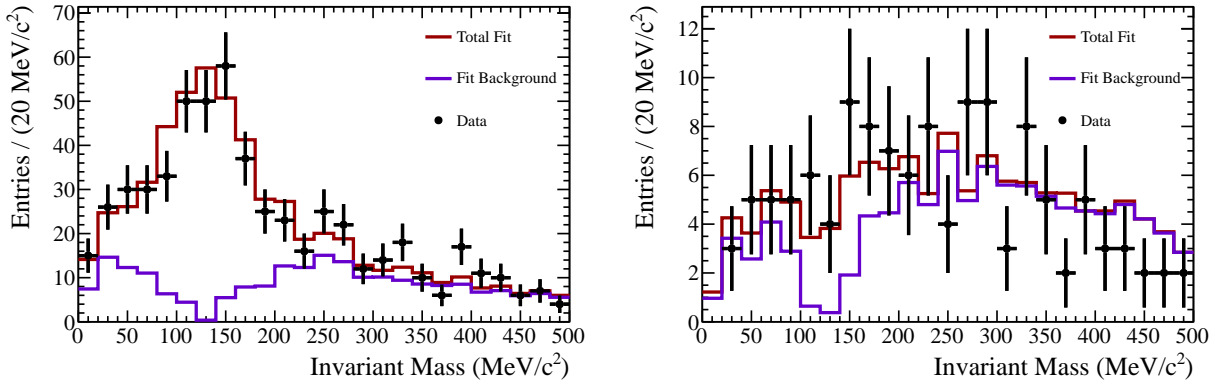 60
50
40
30
20
10
0
Entries / (20 MeV/c²)
Total Fit
Fit Background
Data
0 50 100 150 200 250 300 350 400 450 500
Invariant Mass (MeV/c²)
12
10
8
6
4
2
0
Entries / (20 MeV/c²)
Total Fit
Fit Background
Data
0 50 100 150 200 250 300 350 400 450 500
Invariant Mass (MeV/c²)